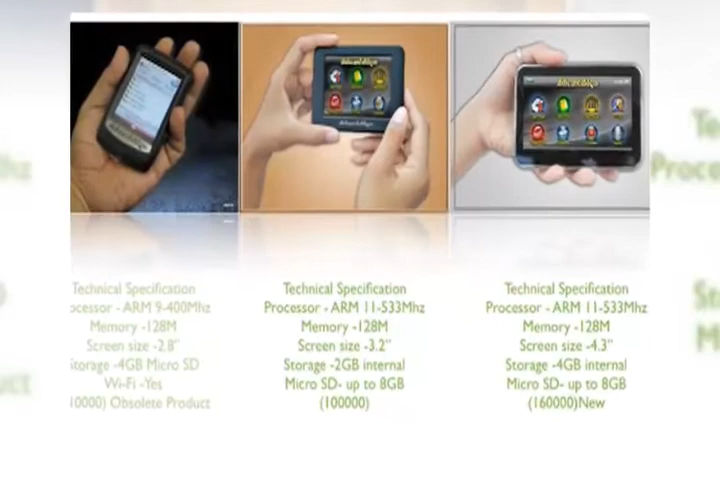 Technical Specification
ocessor - ARM 9-400Mhz
Memory -128M
Screen size -2.8"
Storage -4GB Micro SD
Wi-Fi -Yes
10000) Obsolete Product
Technical Specification
Processor - ARM 11-533Mhz
Memory -128M
Screen size -3.2"
Storage -2GB internal
Micro SD- up to 8GB
(100000)
Technical Specification
Processor - ARM 11-533Mhz
Memory -128M
Screen size -4.3"
Storage -4GB internal
Micro SD- up to 8GB
(160000)New